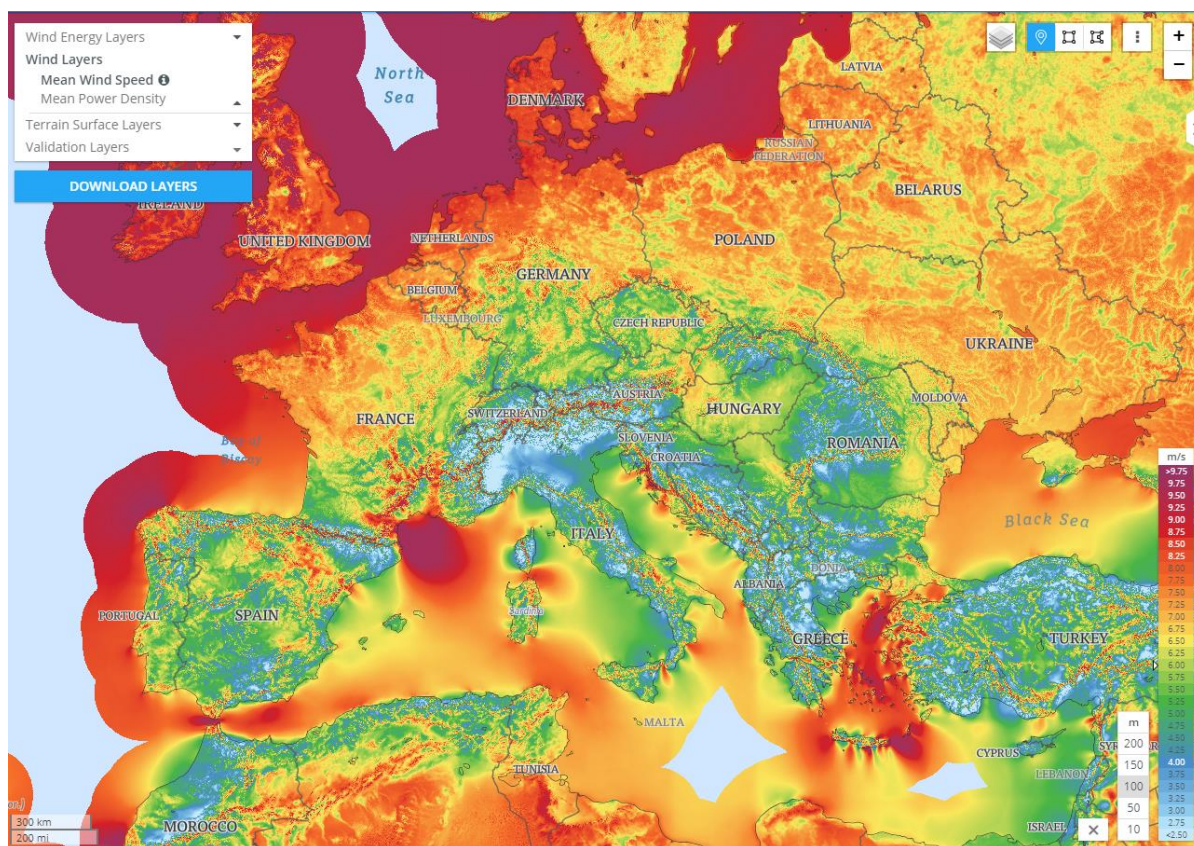 Wind Energy Layers
Wind Layers
Mean Wind Speed
Mean Power Density
Terrain Surface Layers
Validation Layers
DOWNLOAD LAYERS
North
Sea
DENMARK
LATVIA
LITHUANIA
RUSSIAN
FEDERATION
BELARUS
IRELAND
UNITED KINGDOM
NETHERLANDS
POLAND
GERMANY
BELGIUM
LUXEMBOURG
CZECH REPUBLIC
UKRAINE
FRANCE
SWITZERLAND
AUSTRIA
HUNGARY
MOLDOVA
SLOVENIA
CROATIA
ROMANIA
Bay of
Biscay
Black Sea
ITALY
DONIA
ALBANIA
PORTUGAL
SPAIN
Sardinia
GREECE
TURKEY
MALTA
CYPRUS
SY
LEBANON
TUNISIA
ISRAEL
MOROCCO
300 km
200 mi
+
−
m/s
>9.75
9.75
9.50
9.25
9.00
8.75
8.50
8.25
8.00
7.75
7.50
7.25
7.00
6.75
6.50
6.25
6.00
5.75
5.50
5.25
5.00
4.75
4.50
4.25
4.00
3.75
3.50
3.25
3.00
2.75
<2.50
m
200
150
100
50
10